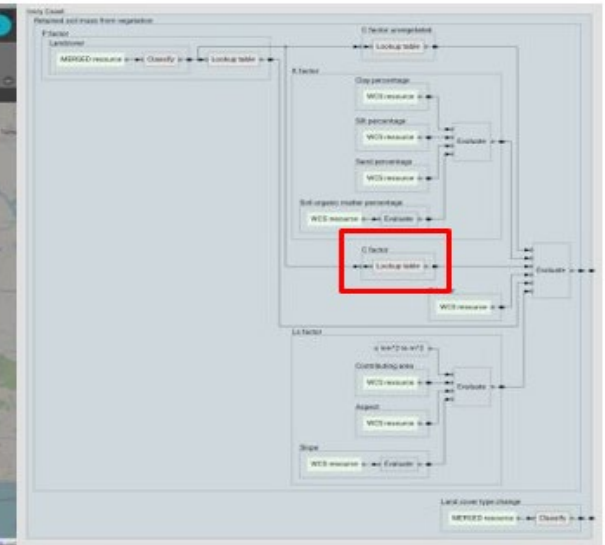 Ivory Coast
Retained soil mass from vegetation
P factor
Landcover
MERGED resource
Classify
Lookup table
C factor unvegetated
Lookup table
K factor
Clay percentage
WCS resource
Silt percentage
WCS resource
Evaluate
Sand percentage
WCS resource
Soil organic matter percentage
WCS resource
Evaluate
C factor
Lookup table
Evaluate
WCS resource
Ls factor
Contributing area
WCS resource
Evaluate
Aspect
WCS resource
Slope
WCS resource
Evaluate
Land cover type change
MERGED resource
Classify